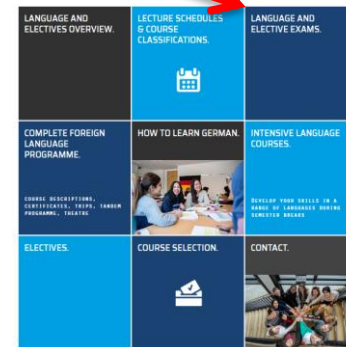 LANGUAGE AND
ELECTIVES OVERVIEW.
LECTURE SCHEDULES
& COURSE
CLASSIFICATIONS.
LANGUAGE AND
ELECTIVE EXAMS.
COMPLETE FOREIGN
LANGUAGE
PROGRAMME.
COURSE DESCRIPTIONS,
CERTIFICATES, TRIPS, TANDEM
PROGRAMME, THEATRE
HOW TO LEARN GERMAN.
INTENSIVE LANGUAGE
COURSES.
DEVELOP YOUR SKILLS IN A
RANGE OF LANGUAGES DURING
SEMESTER BREAKS
ELECTIVES.
COURSE SELECTION.
CONTACT.